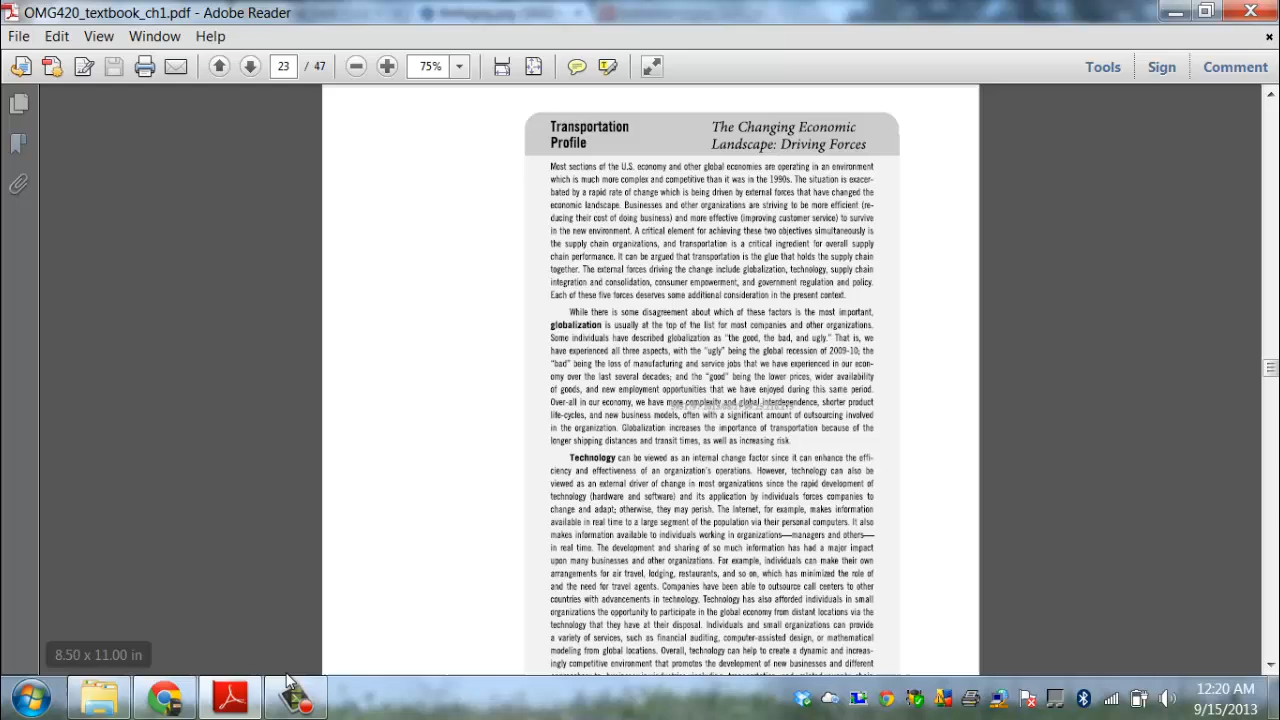 OMG420_textbook_ch1.pdf - Adobe Reader
File Edit View Window Help
23 / 47 75% Tools Sign Comment
Transportation Profile
The Changing Economic Landscape: Driving Forces
Most sections of the U.S. economy and other global economies are operating in an environment
which is much more complex and competitive than it was in the 1990s. The situation is exacer-
bated by a rapid rate of change which is being driven by external forces that have changed the
economic landscape. Businesses and other organizations are striving to be more efficient (re-
ducing their cost of doing business) and more effective (improving customer service) to survive
in the new environment. A critical element for achieving these two objectives simultaneously is
the supply chain organizations, and transportation is a critical ingredient for overall supply
chain performance. It can be argued that transportation is the glue that holds the supply chain
together. The external forces driving the change include globalization, technology, supply chain
integration and consolidation, consumer empowerment, and government regulation and policy.
Each of these five forces deserves some additional consideration in the present context.
While there is some disagreement about which of these factors is the most important,
globalization is usually at the top of the list for most companies and other organizations.
Some individuals have described globalization as “the good, the bad, and ugly.” That is, we
have experienced all three aspects, with the “ugly” being the global recession of 2009-10; the
“bad” being the loss of manufacturing and service jobs that we have experienced in our econ-
omy over the last several decades; and the “good” being the lower prices, wider availability
of goods, and new employment opportunities that we have enjoyed during this same period.
Over-all in our economy, we have more complexity and global interdependence, shorter product
life-cycles, and new business models, often with a significant amount of outsourcing involved
in the organization. Globalization increases the importance of transportation because of the
longer shipping distances and transit times, as well as increasing risk.
Technology can be viewed as an internal change factor since it can enhance the effi-
ciency and effectiveness of an organization's operations. However, technology can also be
viewed as an external driver of change in most organizations since the rapid development of
technology (hardware and software) and its application by individuals forces companies to
change and adapt; otherwise, they may perish. The Internet, for example, makes information
available in real time to a large segment of the population via their personal computers. It also
makes information available to individuals working in organizations—managers and others—
in real time. The development and sharing of so much information has had a major impact
upon many businesses and other organizations. For example, individuals can make their own
arrangements for air travel, lodging, restaurants, and so on, which has minimized the role of
and the need for travel agents. Companies have been able to outsource call centers to other
countries with advancements in technology. Technology has also afforded individuals in small
organizations the opportunity to participate in the global economy from distant locations via the
technology that they have at their disposal. Individuals and small organizations can provide
a variety of services, such as financial auditing, computer-assisted design, or mathematical
modeling from global locations. Overall, technology can help to create a dynamic and increas-
ingly competitive environment that promotes the development of new businesses and different
8.50 x 11.00 in
12:20 AM
9/15/2013